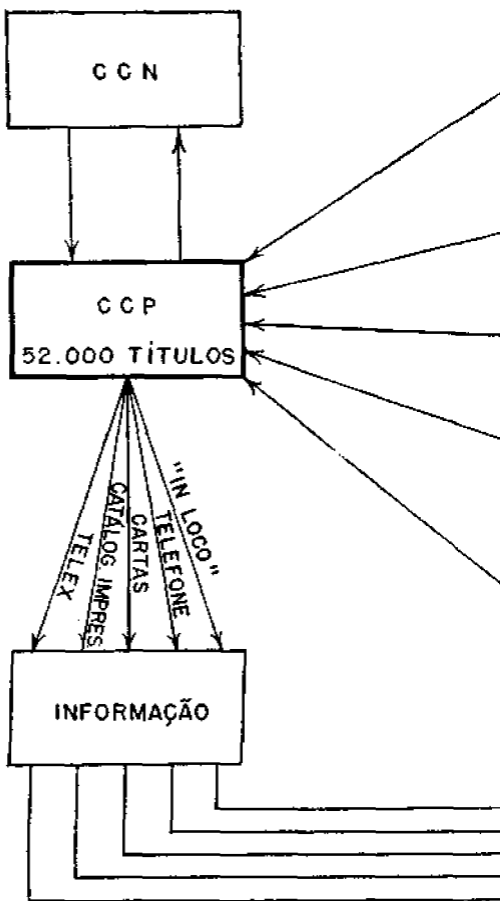 CCN
CCP
52.000 TÍTULOS
TELEX
CATÁLOG. IMPRES
CARTAS
TELEFONE
"IN LOCO"
INFORMAÇÃO